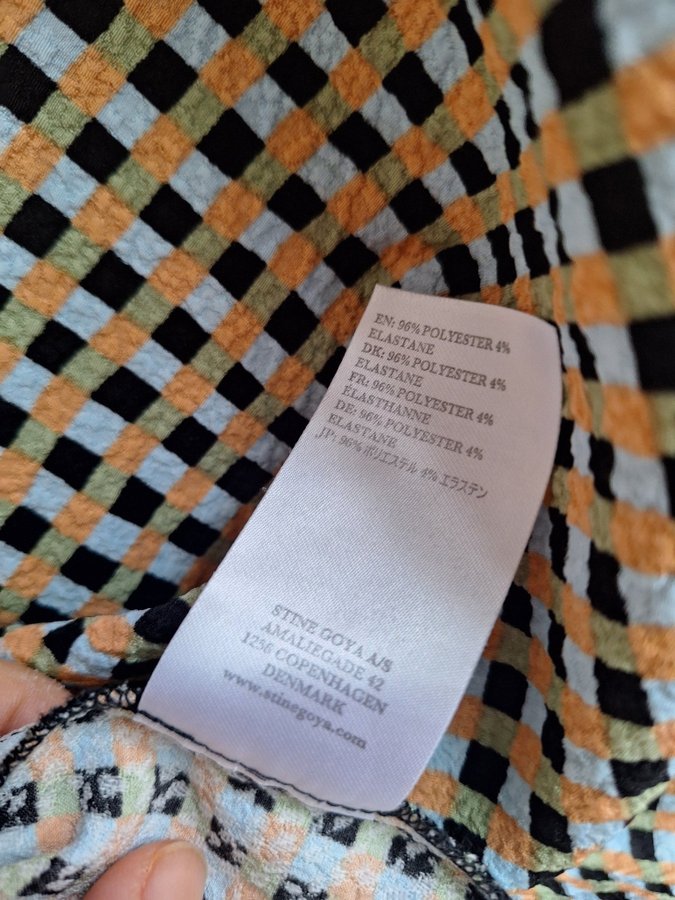 EN: 96% POLYESTER 4%
ELASTANE
DK: 96% POLYESTER 4%
ELASTANE
FR: 96% POLYESTER 4%
ÉLASTHANNE
DE: 96% POLYESTER 4%
ELASTANE
JP: 96% ポリエステル 4% エラステン
STINE GOYA A/S
AMALIEGADE 42
1256 COPENHAGEN
DENMARK
www.stinegoya.com